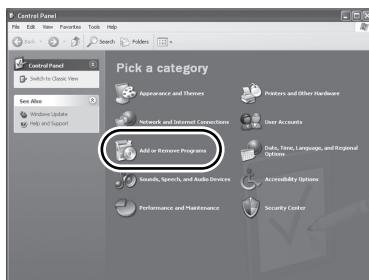 Control Panel
File Edit View Favorites Tools Help
Back Search Folders
Control Panel
Switch to Classic View
See Also
Windows Update
Help and Support
Pick a category
Appearance and Themes
Printers and Other Hardware
Network and Internet Connections
User Accounts
Add or Remove Programs
Date, Time, Language, and Regional
Options
Sounds, Speech, and Audio Devices
Accessibility Options
Performance and Maintenance
Security Center